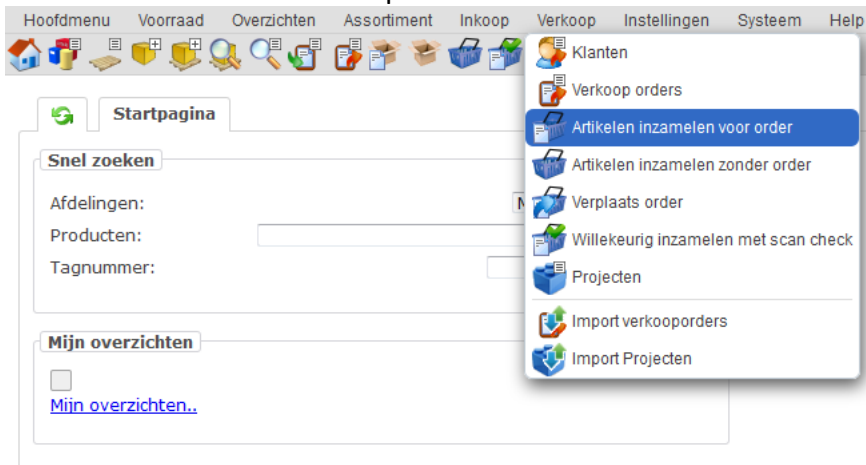 Hoofdmenu Voorraad Overzichten Assortiment Inkoop Verkoop Instellingen Systeem Help
Klanten
Verkoop orders
Artikelen inzamelen voor order
Artikelen inzamelen zonder order
Verplaats order
Willekeurig inzamelen met scan check
Projecten
Import verkooporders
Import Projecten
Startpagina
Snel zoeken
Afdelingen:
Producten:
Tagnummer:
Mijn overzichten
Mijn overzichten..